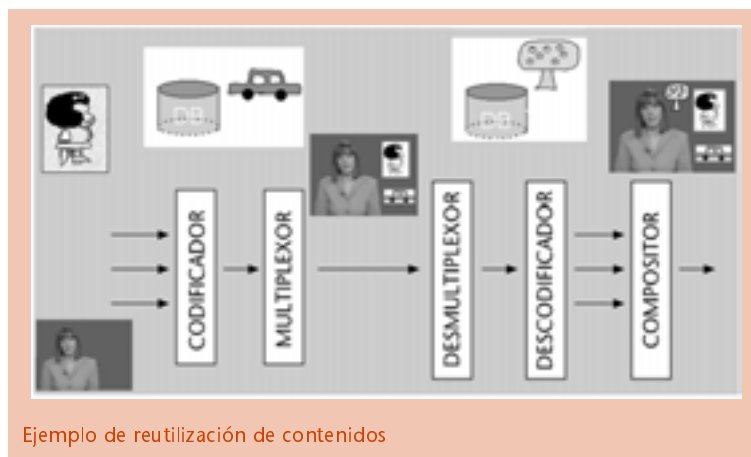 CODIFICADOR
MULTIPLEXOR
DESMULTIPLEXOR
DESCODIFICADOR
COMPOSITOR
Ejemplo de reutilización de contenidos